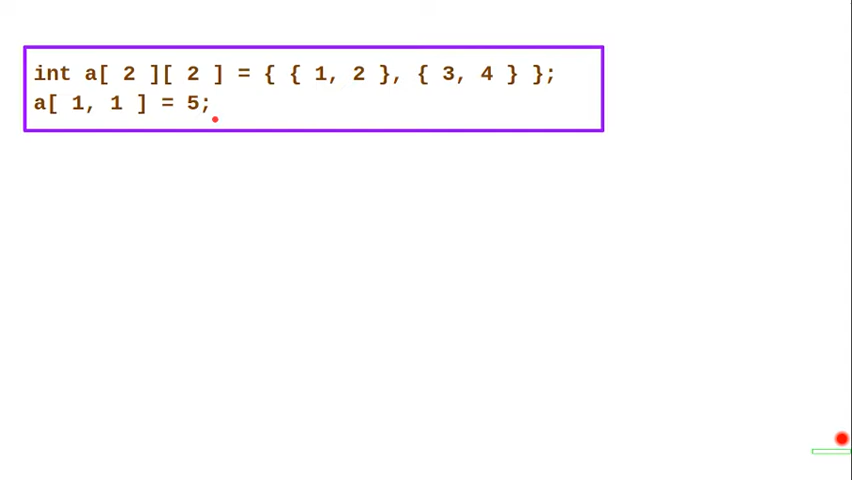 int a[ 2 ][ 2 ] = { { 1, 2 }, { 3, 4 } };
a[ 1, 1 ] = 5;